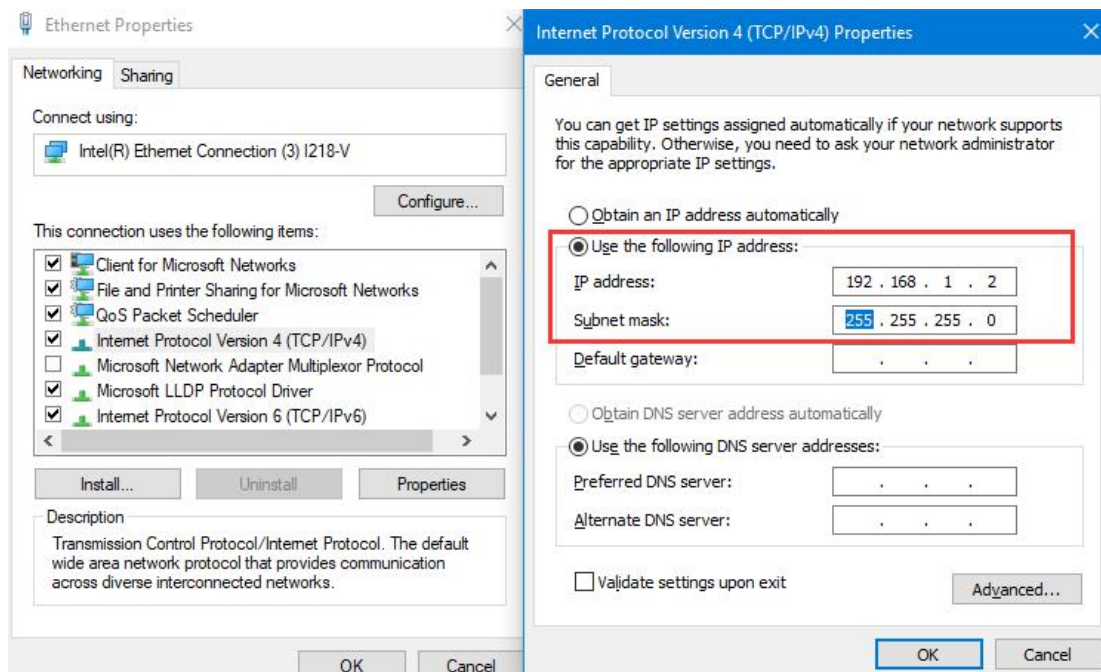 Ethernet Properties
Networking
Sharing
Connect using:
Intel(R) Ethernet Connection (3) I218-V
Configure...
This connection uses the following items:
Client for Microsoft Networks
File and Printer Sharing for Microsoft Networks
QoS Packet Scheduler
Internet Protocol Version 4 (TCP/IPv4)
Microsoft Network Adapter Multiplexor Protocol
Microsoft LLDP Protocol Driver
Internet Protocol Version 6 (TCP/IPv6)
Install...
Uninstall
Properties
Description
Transmission Control Protocol/Internet Protocol. The default
wide area network protocol that provides communication
across diverse interconnected networks.
OK
Cancel
Internet Protocol Version 4 (TCP/IPv4) Properties
General
You can get IP settings assigned automatically if your network supports
this capability. Otherwise, you need to ask your network administrator
for the appropriate IP settings.
Obtain an IP address automatically
Use the following IP address:
IP address: 192 . 168 . 1 . 2
Subnet mask: 255 . 255 . 255 . 0
Default gateway: . . .
Obtain DNS server address automatically
Use the following DNS server addresses:
Preferred DNS server: . . .
Alternate DNS server: . . .
Validate settings upon exit
Advanced...
OK
Cancel